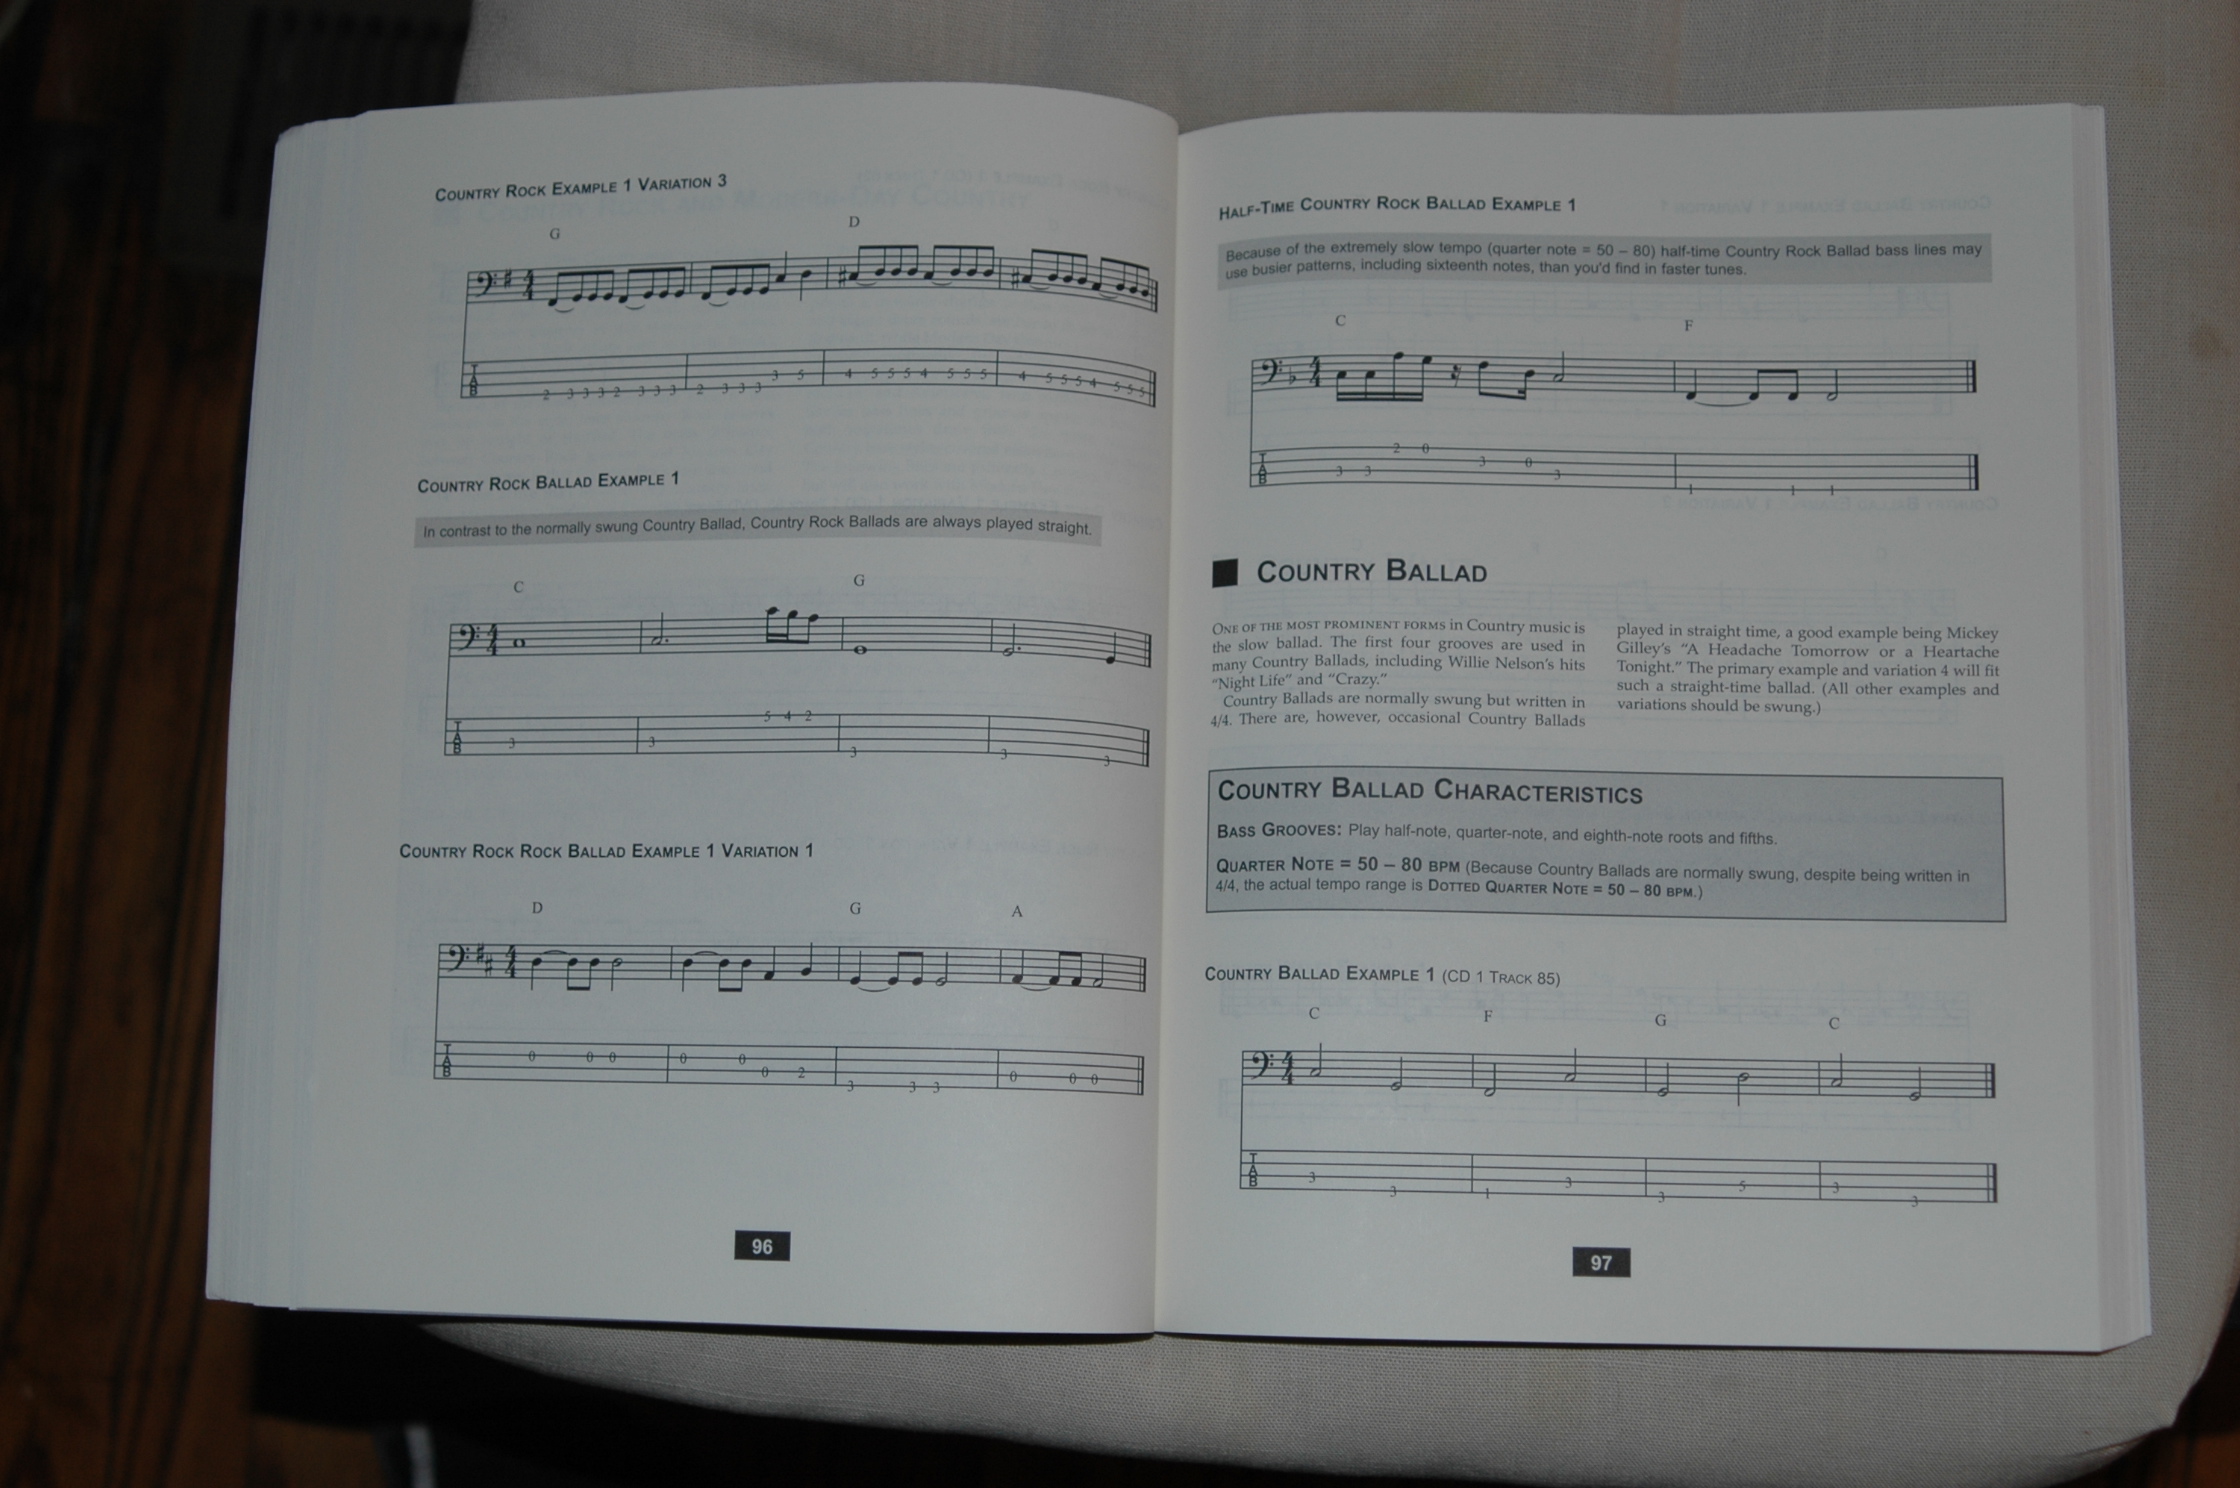 COUNTRY ROCK EXAMPLE 1 VARIATION 3
G D
T
A
B
2 3 3 3 2 3 3 3 2 3 3 3 3 5 4 5 5 5 4 5 5 5 4 5 5 5 4 5 5 5
COUNTRY ROCK BALLAD EXAMPLE 1
In contrast to the normally swung Country Ballad, Country Rock Ballads are always played straight.
C G
4
4
T
A
B
5 4 2
3 3 3 3 3
COUNTRY ROCK ROCK BALLAD EXAMPLE 1 VARIATION 1
D G A
4
4
T
A
B
0 0 0 0 0 0 2 3 3 3 0 0 0
96
HALF-TIME COUNTRY ROCK BALLAD EXAMPLE 1
Because of the extremely slow tempo (quarter note = 50 – 80) half-time Country Rock Ballad bass lines may
use busier patterns, including sixteenth notes, than you'd find in faster tunes.
C F
4
4
T
A
B
3 3 2 0 3 0 3 1 1 1
COUNTRY BALLAD
ONE OF THE MOST PROMINENT FORMS in Country music is
the slow ballad. The first four grooves are used in
many Country Ballads, including Willie Nelson's hits
"Night Life" and "Crazy."
Country Ballads are normally swung but written in
4/4. There are, however, occasional Country Ballads
played in straight time, a good example being Mickey
Gilley's "A Headache Tomorrow or a Heartache
Tonight." The primary example and variation 4 will fit
such a straight-time ballad. (All other examples and
variations should be swung.)
COUNTRY BALLAD CHARACTERISTICS
BASS GROOVES: Play half-note, quarter-note, and eighth-note roots and fifths.
QUARTER NOTE = 50 – 80 BPM (Because Country Ballads are normally swung, despite being written in
4/4, the actual tempo range is DOTTED QUARTER NOTE = 50 – 80 BPM.)
COUNTRY BALLAD EXAMPLE 1 (CD 1 TRACK 85)
C F G C
4
4
T
A
B
3 3 1 3 3 5 3 3
97